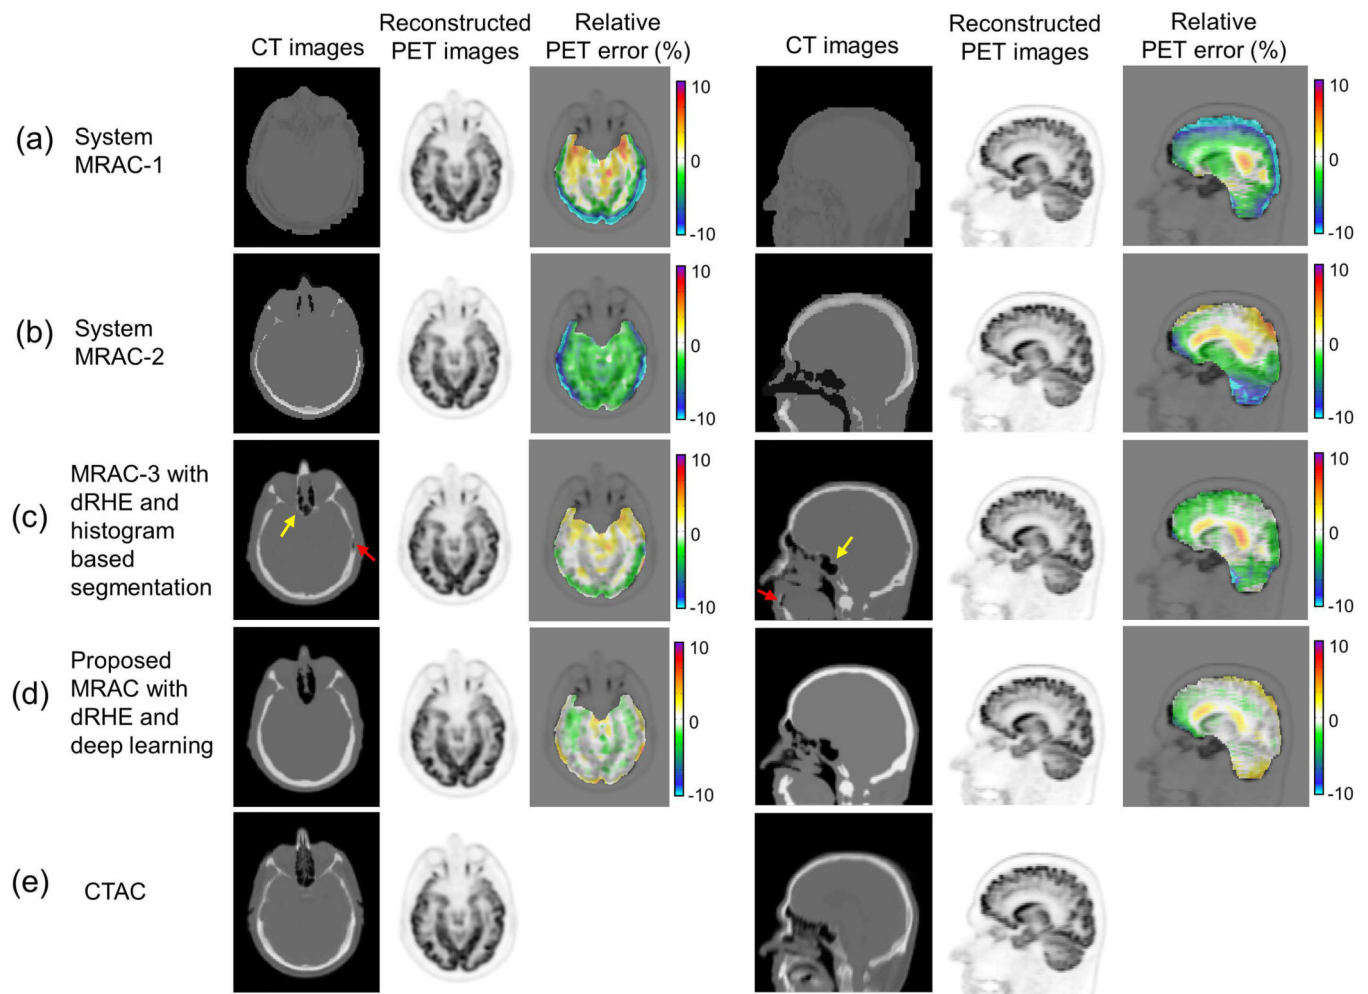 CT images
Reconstructed
PET images
Relative
PET error (%)
CT images
Reconstructed
PET images
Relative
PET error (%)
(a)
System
MRAC-1
10
0
-10
10
0
-10
(b)
System
MRAC-2
10
0
-10
10
0
-10
(c)
MRAC-3 with
dRHE and
histogram
based
segmentation
10
0
-10
10
0
-10
(d)
Proposed
MRAC with
dRHE and
deep learning
10
0
-10
10
0
-10
(e)
CTAC